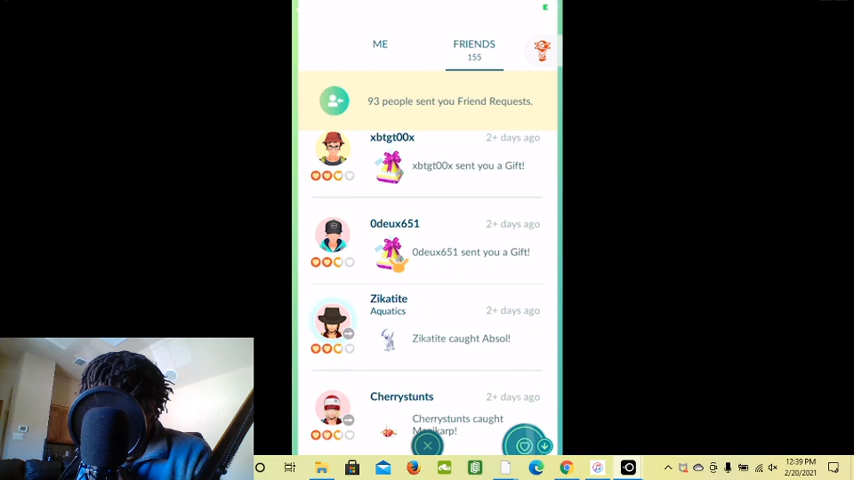 ME
FRIENDS
155
93 people sent you Friend Requests.
xbtgt00x
2+ days ago
xbtgt00x sent you a Gift!
0deux651
2+ days ago
0deux651 sent you a Gift!
Zikatite
Aquatics
2+ days ago
Zikatite caught Absol!
Cherrystunts
2+ days ago
Cherrystunts caught
Magikarp!
12:39 PM
2/20/2021